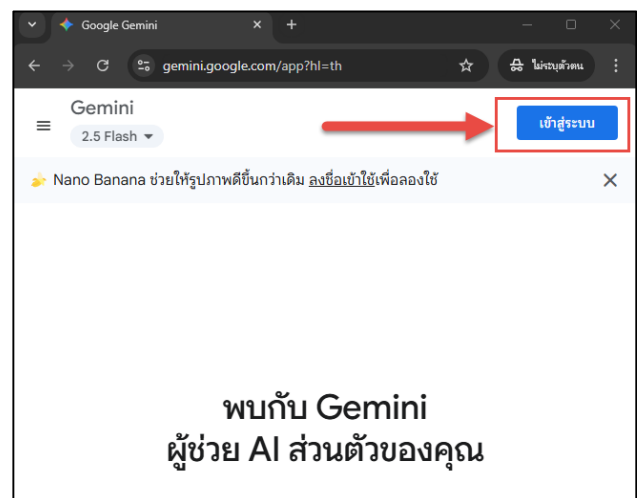 Google Gemini
gemini.google.com/app?hl=th
ไม่ระบุตัวตน
Gemini
2.5 Flash
เข้าสู่ระบบ
Nano Banana ช่วยให้รูปภาพดีขึ้นกว่าเดิม ลงชื่อเข้าใช้เพื่อลองใช้
พบกับ Gemini
ผู้ช่วย AI ส่วนตัวของคุณ